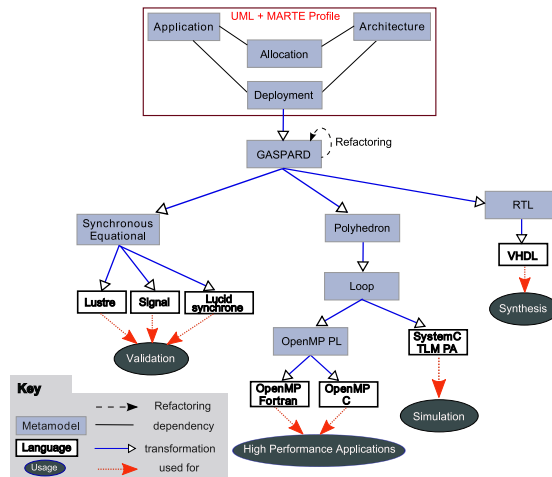 UML + MARTE Profile
Application
Architecture
Allocation
Deployment
GASPARD
Refactoring
Synchronous
Equational
Polyhedron
RTL
VHDL
Lustre
Signal
Lucid
synchrone
Loop
Synthesis
Validation
OpenMP PL
SystemC
TLM PA
OpenMP
Fortran
OpenMP
C
Simulation
High Performance Applications
Key
Refactoring
Metamodel
dependency
Language
transformation
Usage
used for